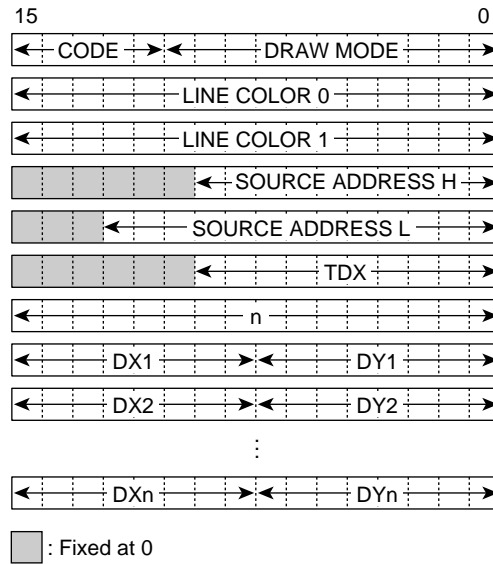 15 0
CODE DRAW MODE
LINE COLOR 0
LINE COLOR 1
SOURCE ADDRESS H
SOURCE ADDRESS L
TDX
n
DX1 DY1
DX2 DY2
⋮
DXn DYn
: Fixed at 0